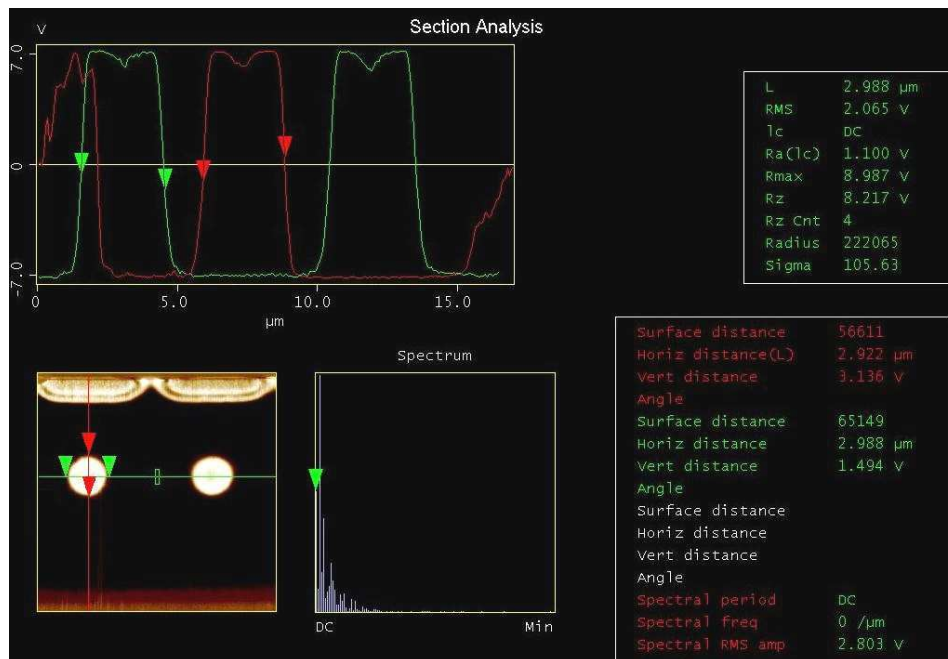 Section Analysis
V
7.0
0
-7.0
0
5.0
10.0
15.0
µm
L 2.988 µm
RMS 2.065 V
lc DC
Ra(lc) 1.100 V
Rmax 8.987 V
Rz 8.217 V
Rz Cnt 4
Radius 222065
Sigma 105.63
Spectrum
DC
Min
Surface distance 56611
Horiz distance(L) 2.922 µm
Vert distance 3.136 V
Angle
Surface distance 65149
Horiz distance 2.988 µm
Vert distance 1.494 V
Angle
Surface distance
Horiz distance
Vert distance
Angle
Spectral period DC
Spectral freq 0 /µm
Spectral RMS amp 2.803 V